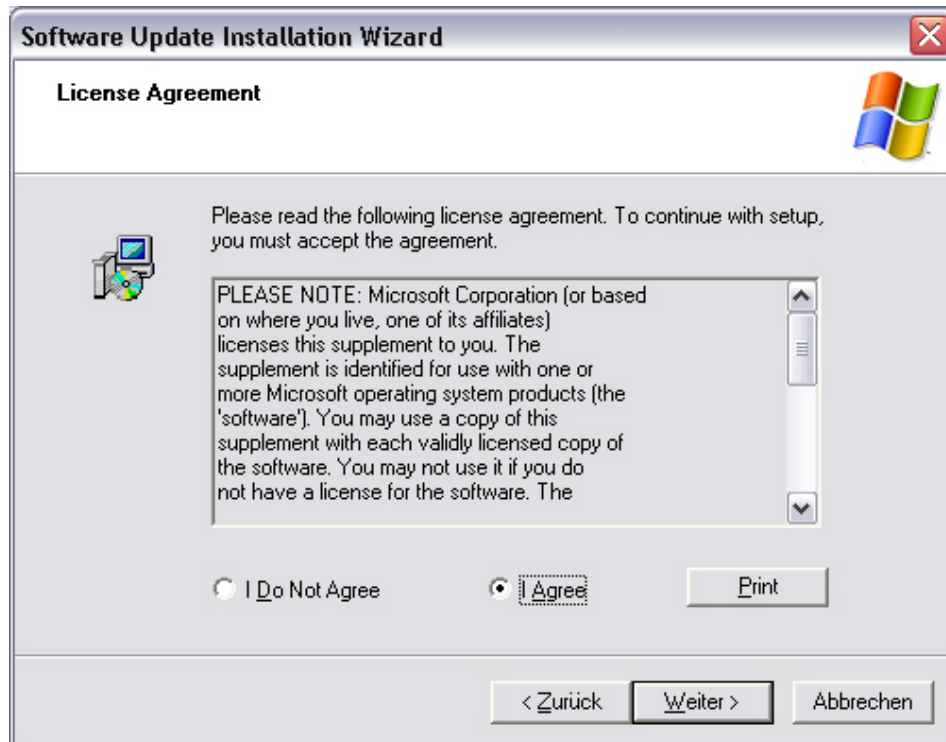 Software Update Installation Wizard
License Agreement
Please read the following license agreement. To continue with setup,
you must accept the agreement.
PLEASE NOTE: Microsoft Corporation (or based
on where you live, one of its affiliates)
licenses this supplement to you. The
supplement is identified for use with one or
more Microsoft operating system products (the
'software'). You may use a copy of this
supplement with each validly licensed copy of
the software. You may not use it if you do
not have a license for the software. The
I Do Not Agree
I Agree
Print
< Zurück
Weiter >
Abbrechen